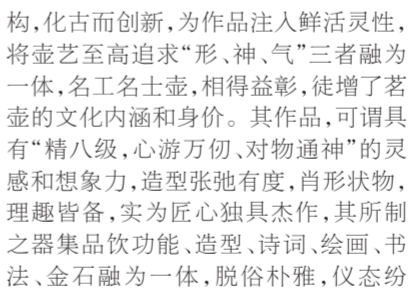 构,化古而创新,为作品注入鲜活灵性,
将壶艺至高追求“形、神、气”三者融为
一体,名工名士壶,相得益彰,徒增了茗
壶的文化内涵和身价。其作品,可谓具
有“精八级,心游万仞、对物通神”的灵
感和想象力,造型张弛有度,肖形状物,
理趣皆备,实为匠心独具杰作,其所制
之器集品饮功能、造型、诗词、绘画、书
法、金石融为一体,脱俗朴雅,仪态纷